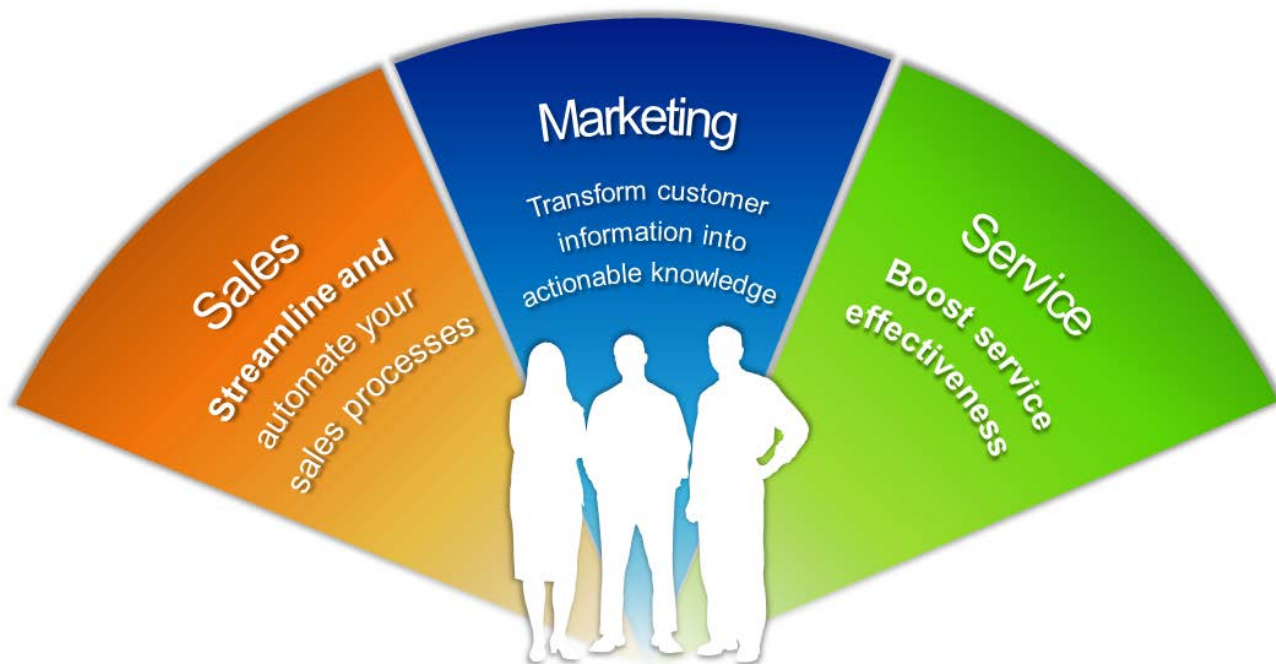 Sales
Streamline and
automate your
sales processes
Marketing
Transform customer
information into
actionable knowledge
Service
Boost service
effectiveness